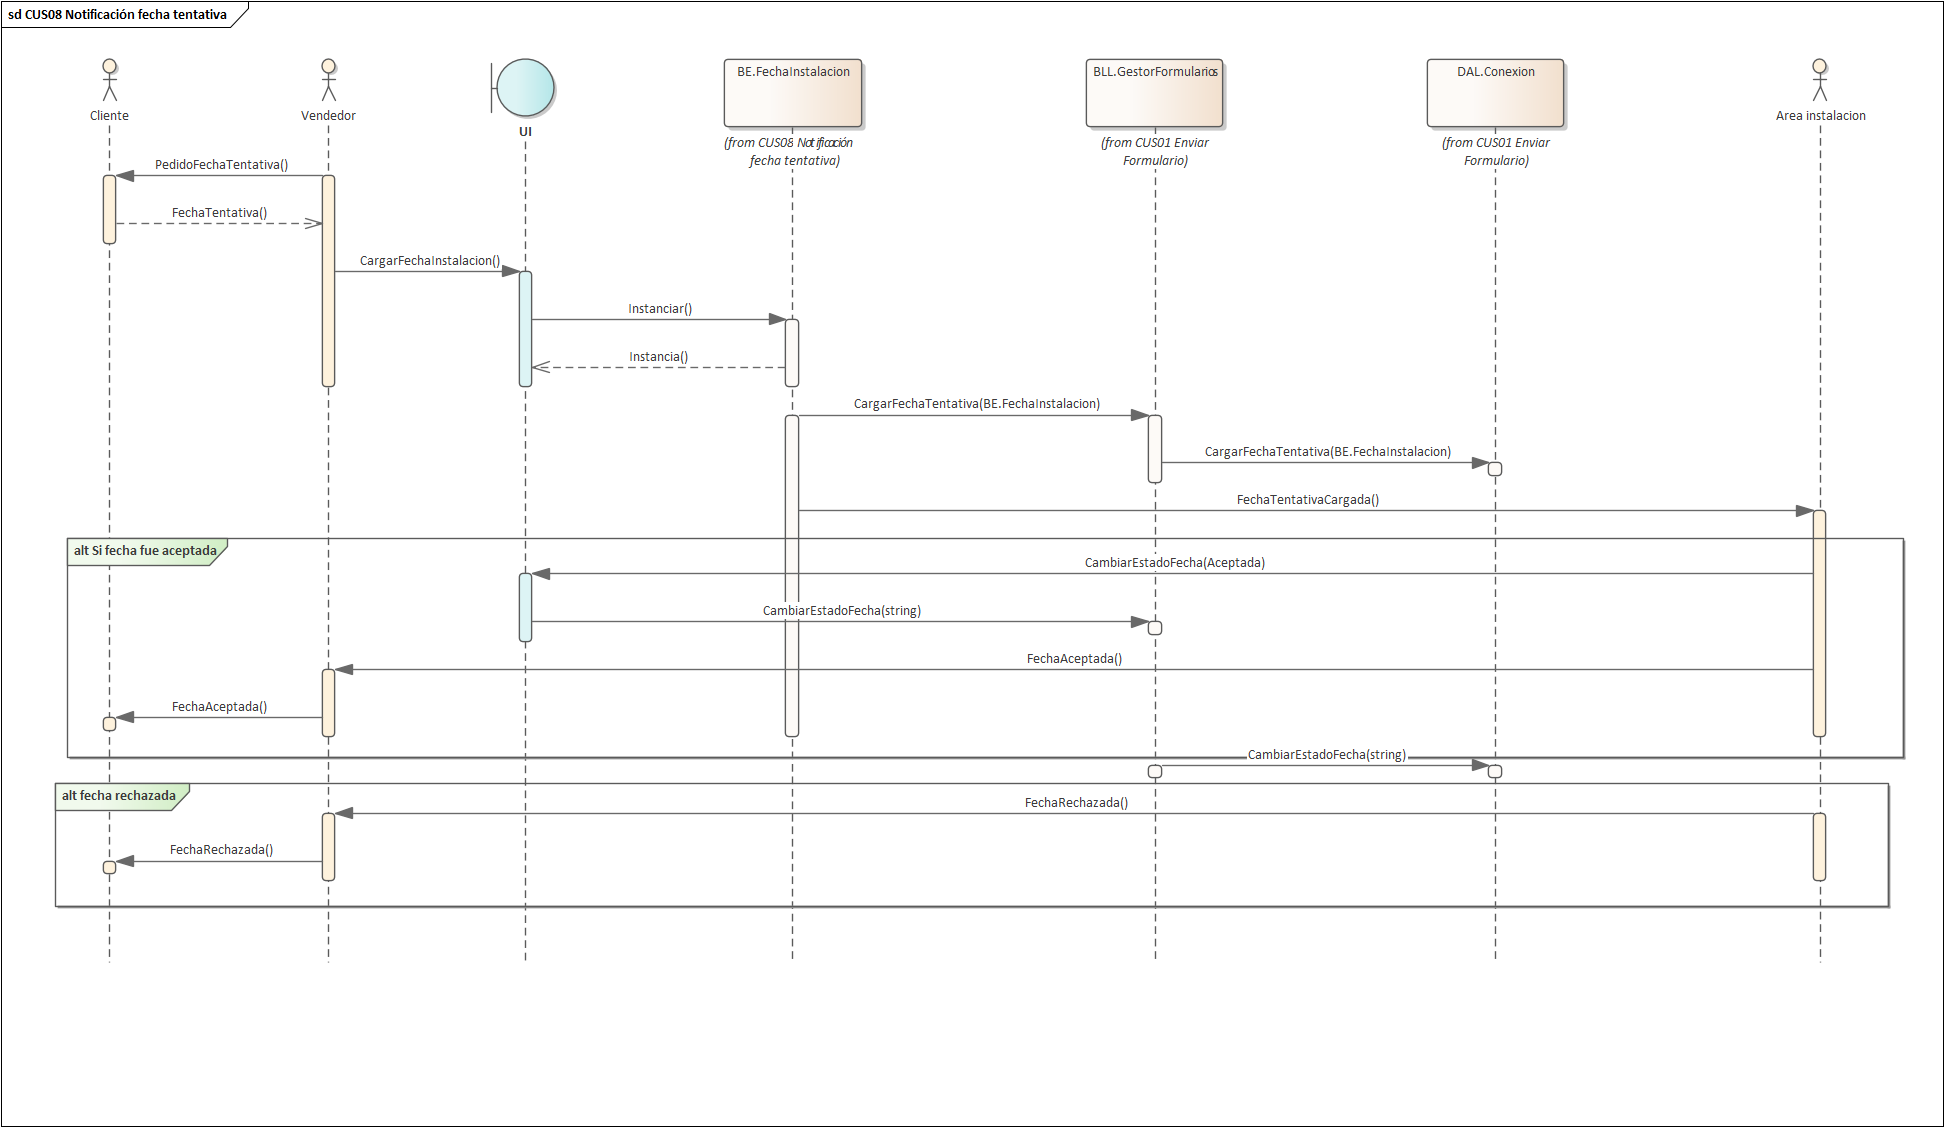 sd CUS08 Notificación fecha tentativa
Cliente
Vendedor
UI
BE.FechaInstalacion
(from CUS08 Notificación
fecha tentativa)
BLL.GestorFormularios
(from CUS01 Enviar
Formulario)
DAL.Conexion
(from CUS01 Enviar
Formulario)
Area instalacion
PedidoFechaTentativa()
FechaTentativa()
CargarFechaInstalacion()
Instanciar()
Instancia()
CargarFechaTentativa(BE.FechaInstalacion)
CargarFechaTentativa(BE.FechaInstalacion)
FechaTentativaCargada()
alt Si fecha fue aceptada
CambiarEstadoFecha(Aceptada)
CambiarEstadoFecha(string)
FechaAceptada()
FechaAceptada()
CambiarEstadoFecha(string)
alt fecha rechazada
FechaRechazada()
FechaRechazada()